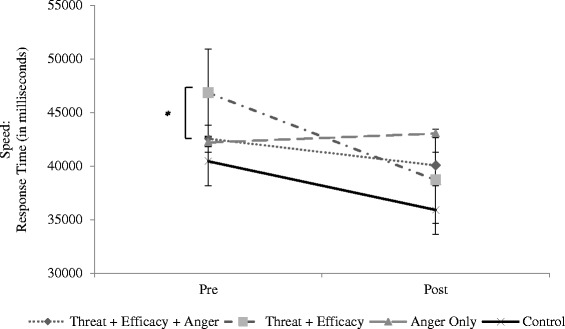 55000
50000
45000
40000
35000
30000
Speed:
Response Time (in milliseconds)
*
Pre
Post
Threat + Efficacy + Anger
Threat + Efficacy
Anger Only
Control